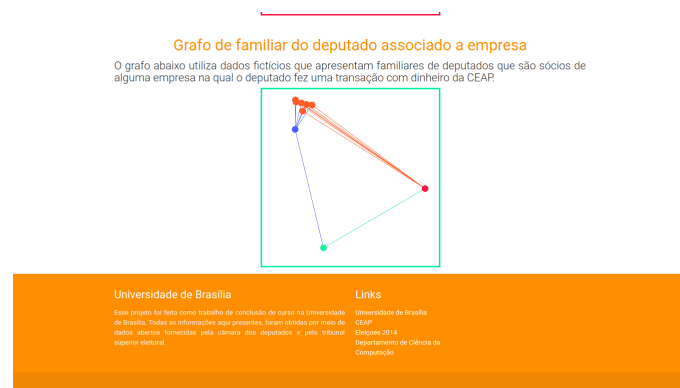 Grafo de familiar do deputado associado a empresa
O grafo abaixo utiliza dados fictícios que apresentam familiares de deputados que são sócios de
alguma empresa na qual o deputado fez uma transação com dinheiro da CEAP.
Universidade de Brasília
Esse projeto foi feito como trabalho de conclusão de curso na Universidade
de Brasília. Todas as informações aqui presentes, foram obtidas por meio de
dados abertos fornecidas pela câmara dos deputados e pelo tribunal
superior eleitoral.
Links
Universidade de Brasília
CEAP
Eleiçoes 2014
Departamento de Ciência da
Computação.